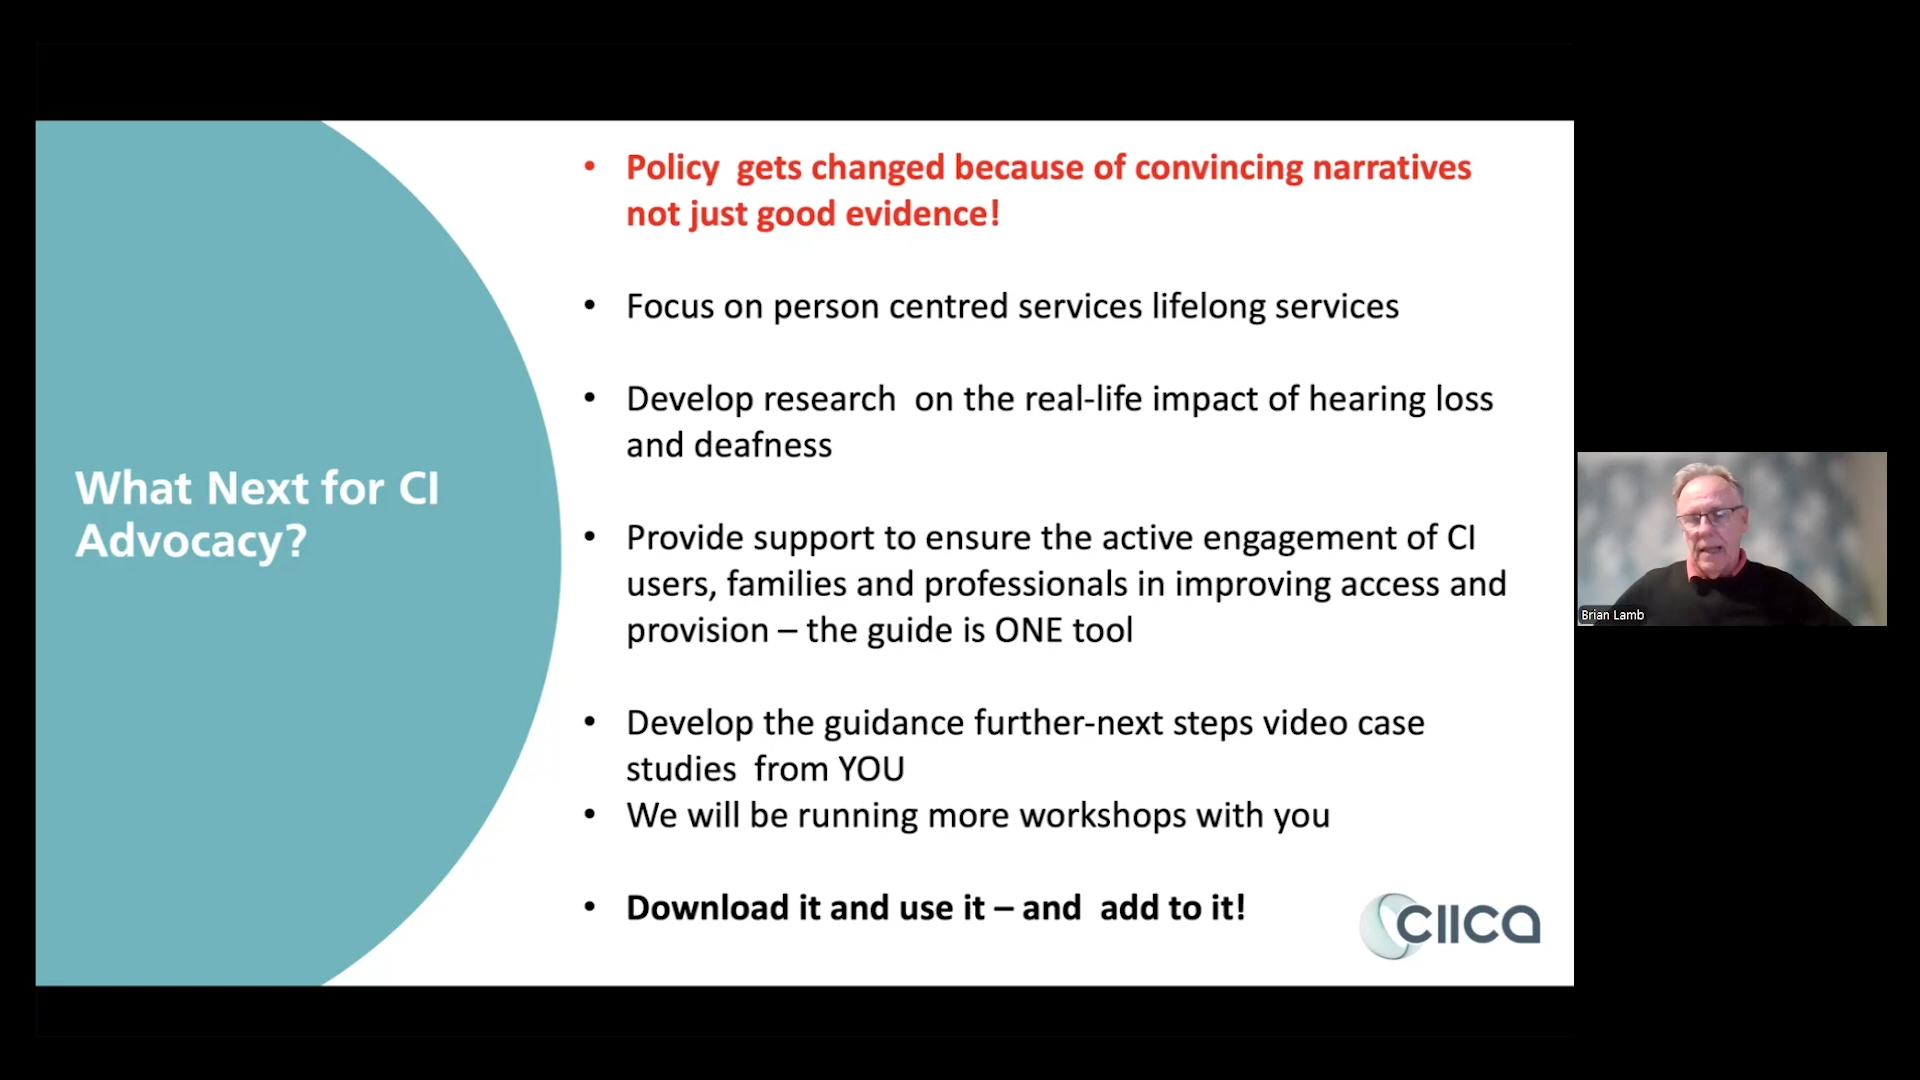 What Next for CI
Advocacy?
• Policy  gets changed because of convincing narratives
not just good evidence!
• Focus on person centred services lifelong services
• Develop research  on the real-life impact of hearing loss
and deafness
• Provide support to ensure the active engagement of CI
users, families and professionals in improving access and
provision – the guide is ONE tool
• Develop the guidance further-next steps video case
studies  from YOU
• We will be running more workshops with you
• Download it and use it – and  add to it!
ciica
Brian Lamb